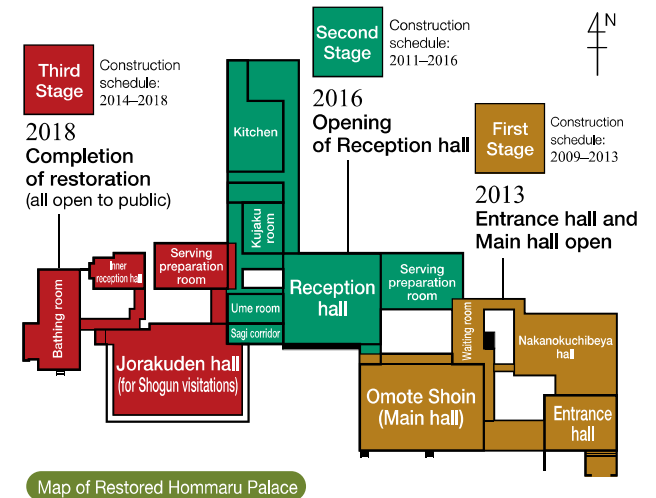 Third
Stage
Construction
schedule:
2014–2018
2018
Completion
of restoration
(all open to public)
Second
Stage
Construction
schedule:
2011–2016
2016
Opening
of Reception hall
N
First
Stage
Construction
schedule:
2009–2013
2013
Entrance hall and
Main hall open
Kitchen
Kujaku
room
Inner
reception hall
Serving
preparation
room
Bathing room
Ume room
Sagi corridor
Reception
hall
Serving
preparation
room
Waiting room
Nakanokuchibeya
hall
Jorakuden hall
(for Shogun visitations)
Omote Shoin
(Main hall)
Entrance
hall
Map of Restored Hommaru Palace